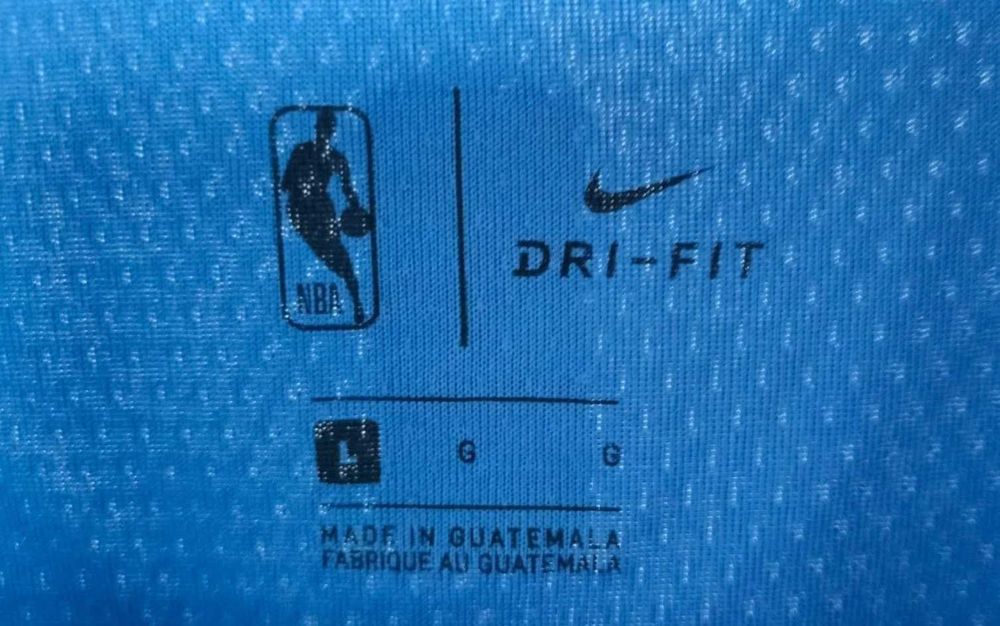 NBA
DRI-FIT
L G G
MADE IN GUATEMALA
FABRIQUE AU GUATEMALA